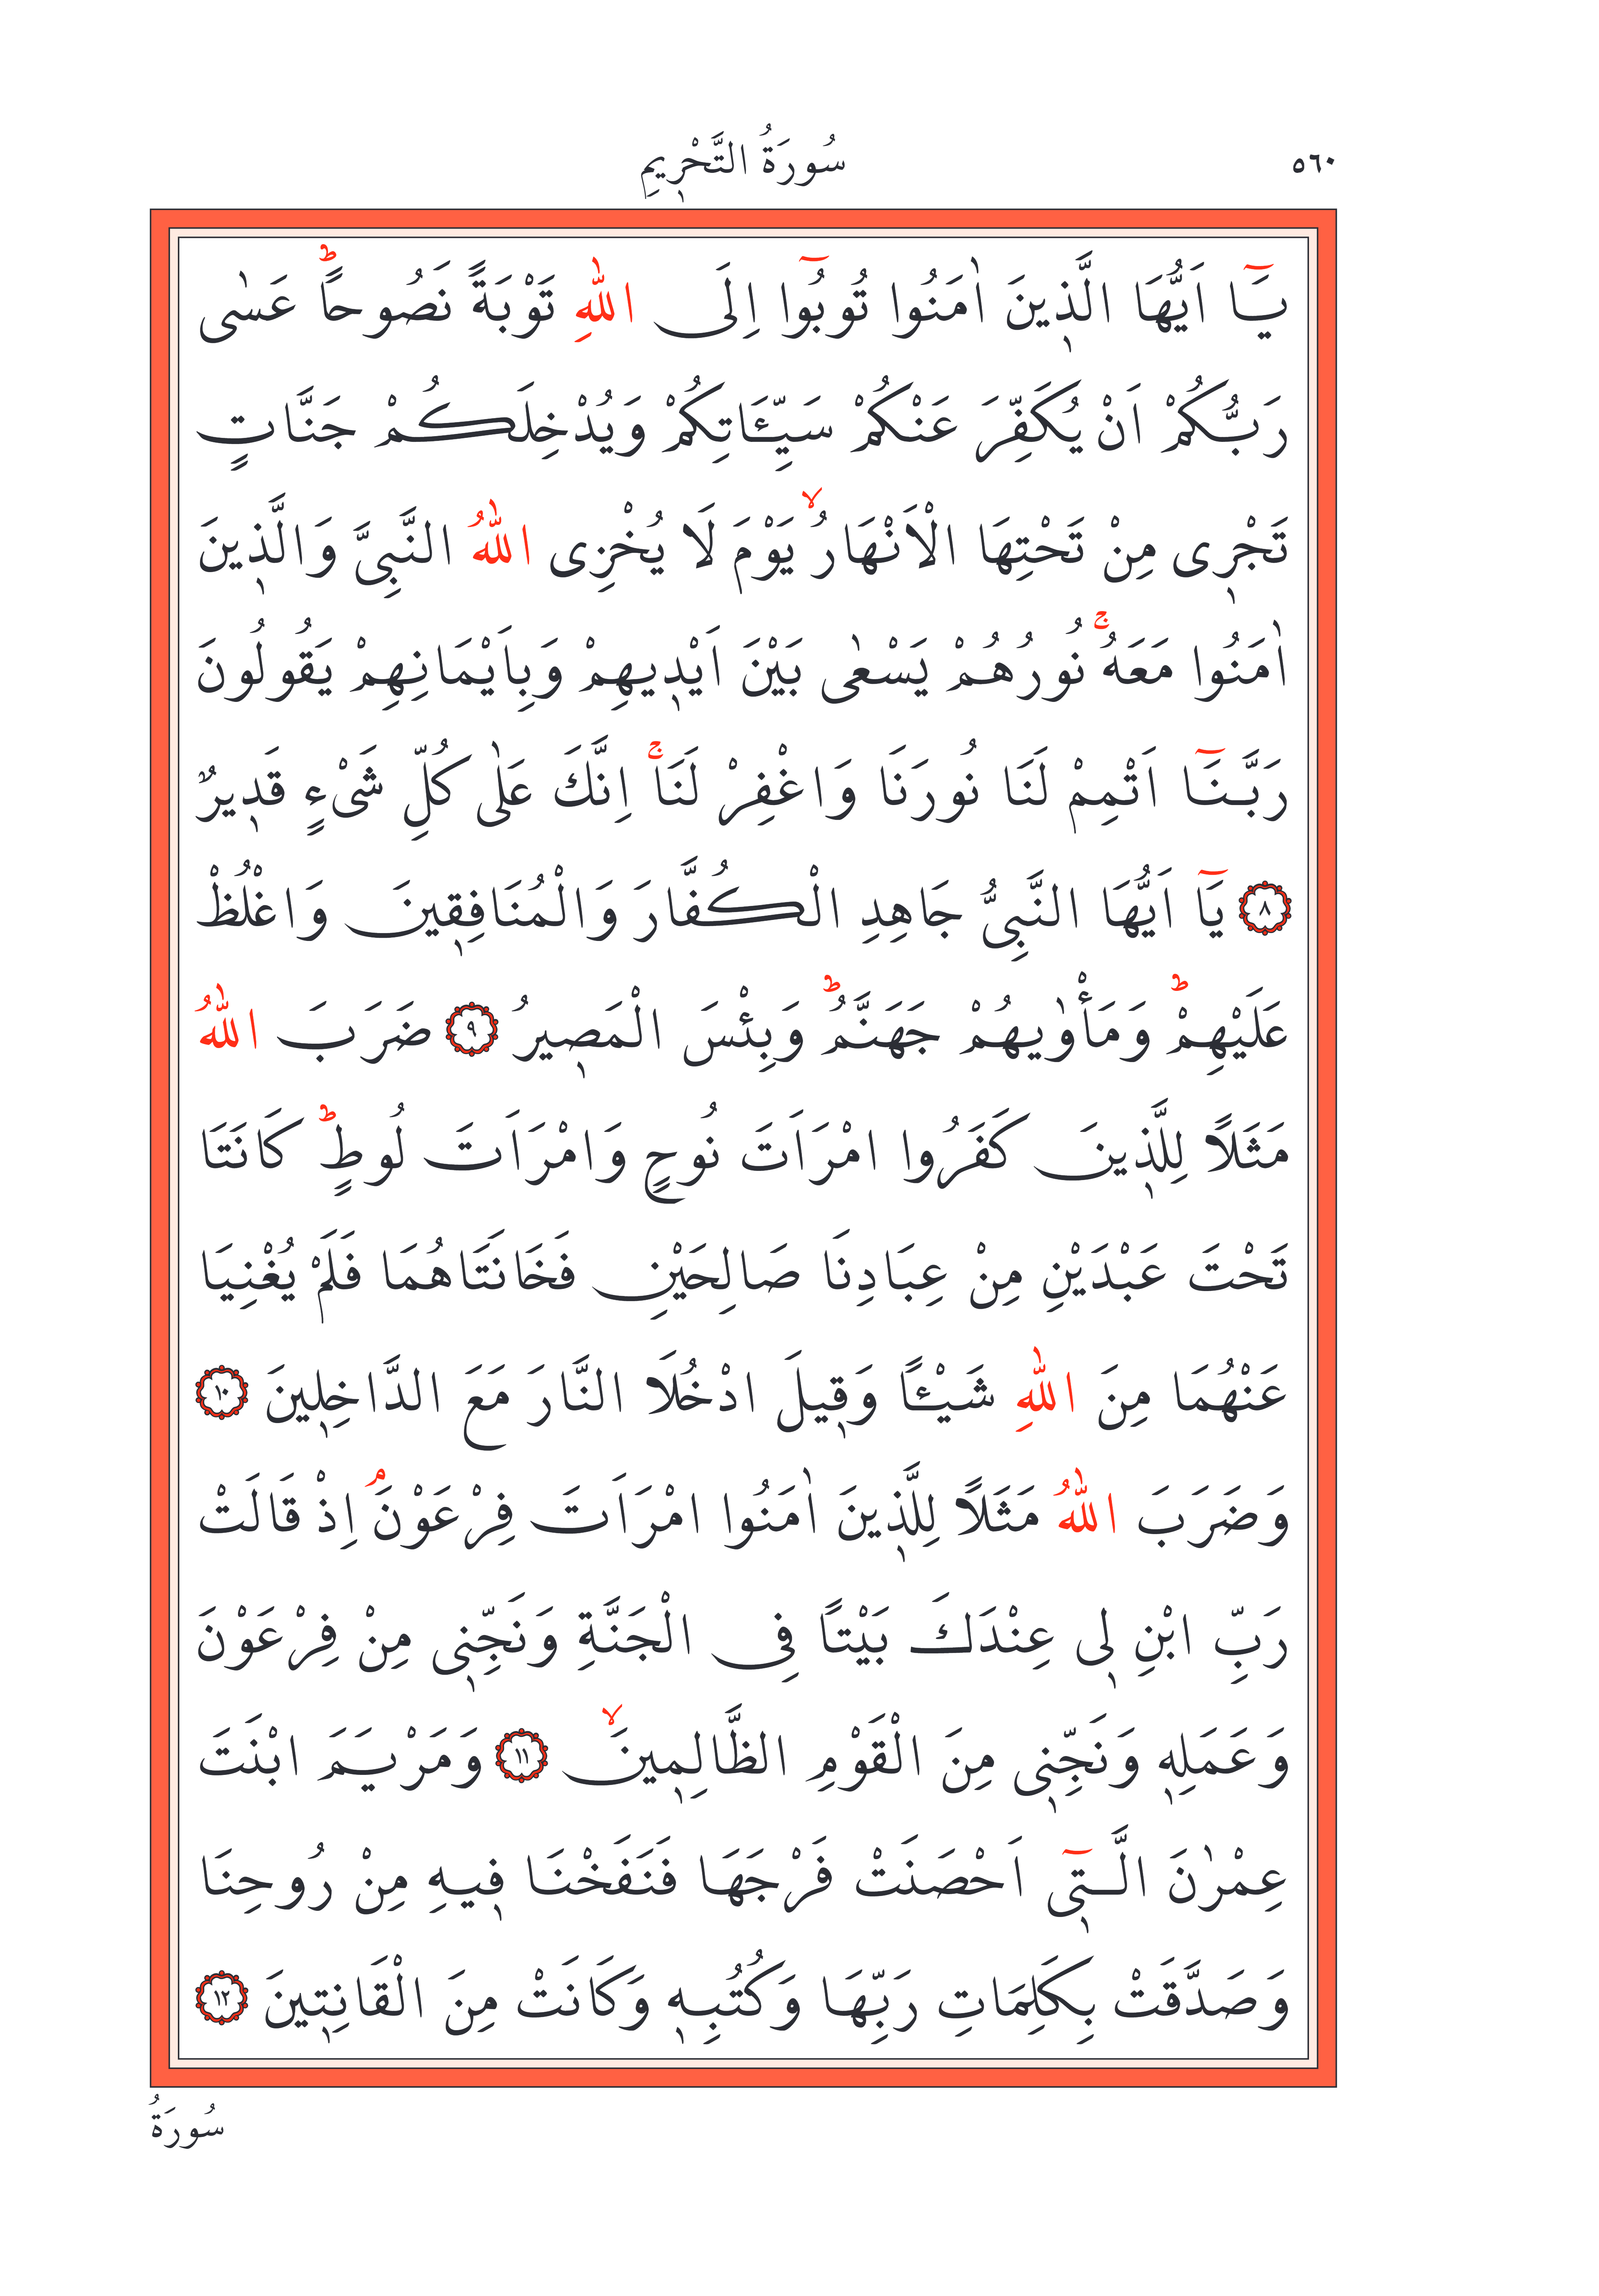 ٥٦٠
سُورَةُ التَّحْرٖيمِ
يَٓا اَيُّهَا الَّذٖينَ اٰمَنُوا تُوبُٓوا اِلَى اللّٰهِ تَوْبَةً نَصُوحاًؕ عَسٰى
رَبُّكُمْ اَنْ يُكَفِّرَ عَنْكُمْ سَيِّـَٔاتِكُمْ وَيُدْخِلَكُمْ جَنَّاتٍ
تَجْرٖى مِنْ تَحْتِهَا الْاَنْهَارُۙ يَوْمَ لَا يُخْزِى اللّٰهُ النَّبِىَّ وَالَّذٖينَ
اٰمَنُوا مَعَهُۚ نُورُهُمْ يَسْعٰى بَيْنَ اَيْدٖيهِمْ وَبِاَيْمَانِهِمْ يَقُولُونَ
رَبَّنَٓا اَتْمِمْ لَنَا نُورَنَا وَاغْفِرْ لَنَاۚ اِنَّكَ عَلٰى كُلِّ شَىْءٍ قَدٖيرٌ
﴿٨﴾ يَٓا اَيُّهَا النَّبِىُّ جَاهِدِ الْكُفَّارَ وَالْمُنَافِقٖينَ وَاغْلُظْ
عَلَيْهِمْؕ وَمَأْوٰيهُمْ جَهَنَّمُؕ وَبِئْسَ الْمَصٖيرُ ﴿٩﴾ ضَرَبَ اللّٰهُ
مَثَلاً لِلَّذٖينَ كَفَرُوا امْرَاَتَ نُوحٍ وَامْرَاَتَ لُوطٍؕ كَانَتَا
تَحْتَ عَبْدَيْنِ مِنْ عِبَادِنَا صَالِحَيْنِ فَخَانَتَاهُمَا فَلَمْ يُغْنِيَا
عَنْهُمَا مِنَ اللّٰهِ شَيْـٔاً وَقٖيلَ ادْخُلَا النَّارَ مَعَ الدَّاخِلٖينَ ﴿١٠﴾
وَضَرَبَ اللّٰهُ مَثَلاً لِلَّذٖينَ اٰمَنُوا امْرَاَتَ فِرْعَوْنَۘ اِذْ قَالَتْ
رَبِّ ابْنِ لٖى عِنْدَكَ بَيْتاً فِى الْجَنَّةِ وَنَجِّنٖى مِنْ فِرْعَوْنَ
وَعَمَلِهٖ وَنَجِّنٖى مِنَ الْقَوْمِ الظَّالِمٖينَۙ ﴿١١﴾ وَمَرْيَمَ ابْنَتَ
عِمْرٰنَ الَّتٖٓى اَحْصَنَتْ فَرْجَهَا فَنَفَخْنَا فٖيهِ مِنْ رُوحِنَا
وَصَدَّقَتْ بِكَلِمَاتِ رَبِّهَا وَكُتُبِهٖ وَكَانَتْ مِنَ الْقَانِتٖينَ ﴿١٢﴾
سُورَةُ